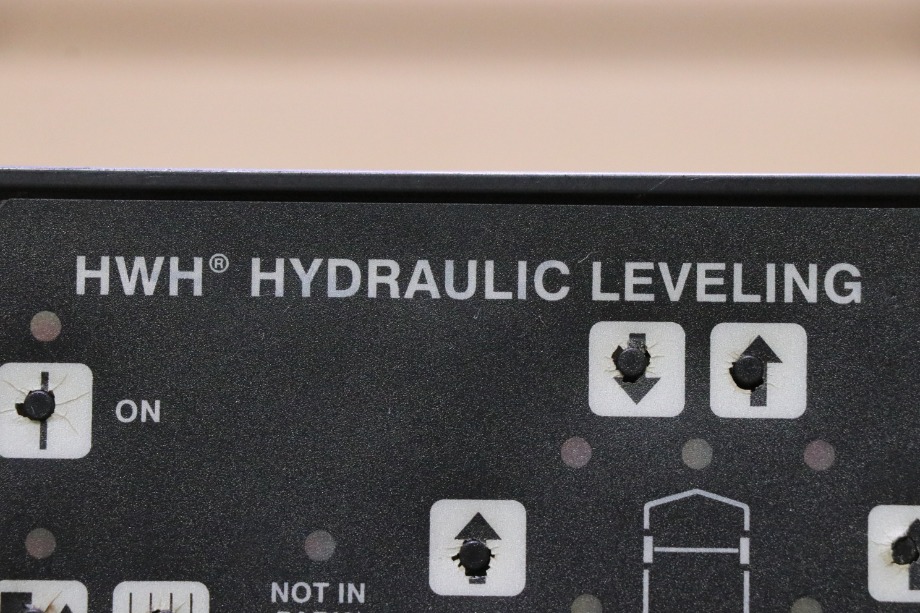 HWH® HYDRAULIC LEVELING
ON
NOT IN